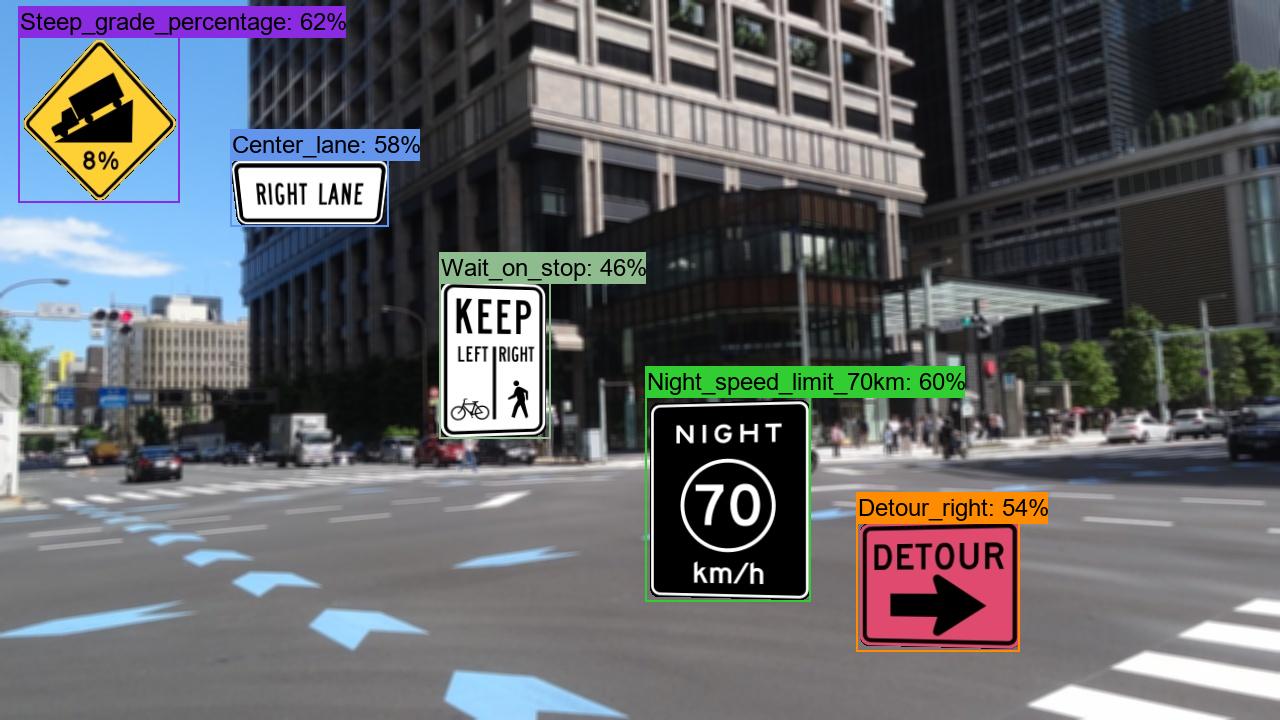 Steep_grade_percentage: 62%
8%
Center_lane: 58%
RIGHT LANE
Wait_on_stop: 46%
KEEP
LEFT RIGHT
Night_speed_limit_70km: 60%
NIGHT
70
km/h
Detour_right: 54%
DETOUR